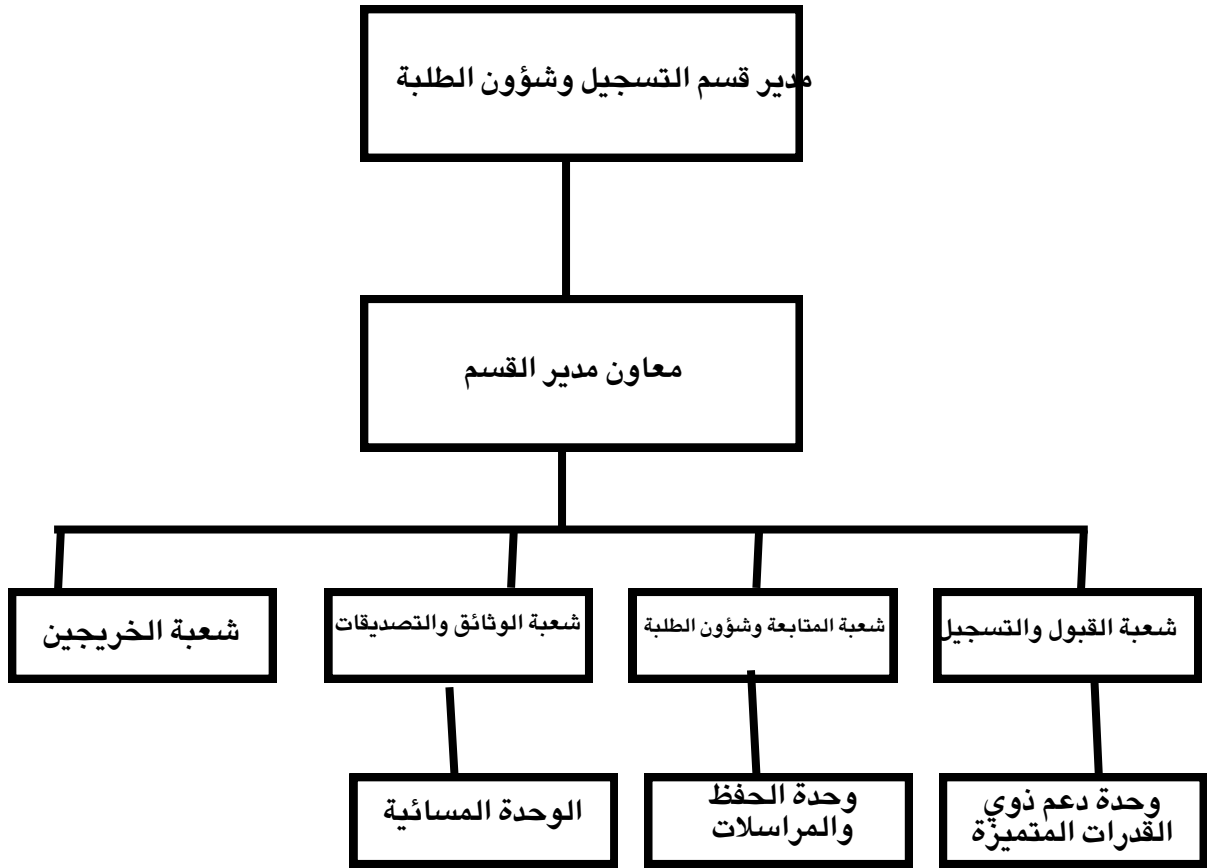 مدير قسم التسجيل وشؤون الطلبة
معاون مدير القسم
شعبة القبول والتسجيل
شعبة المتابعة وشؤون الطلبة
شعبة الوثائق والتصديقات
شعبة الخريجين
وحدة دعم ذوي
القدرات المتميزة
وحدة الحفظ
والمراسلات
الوحدة المسائية